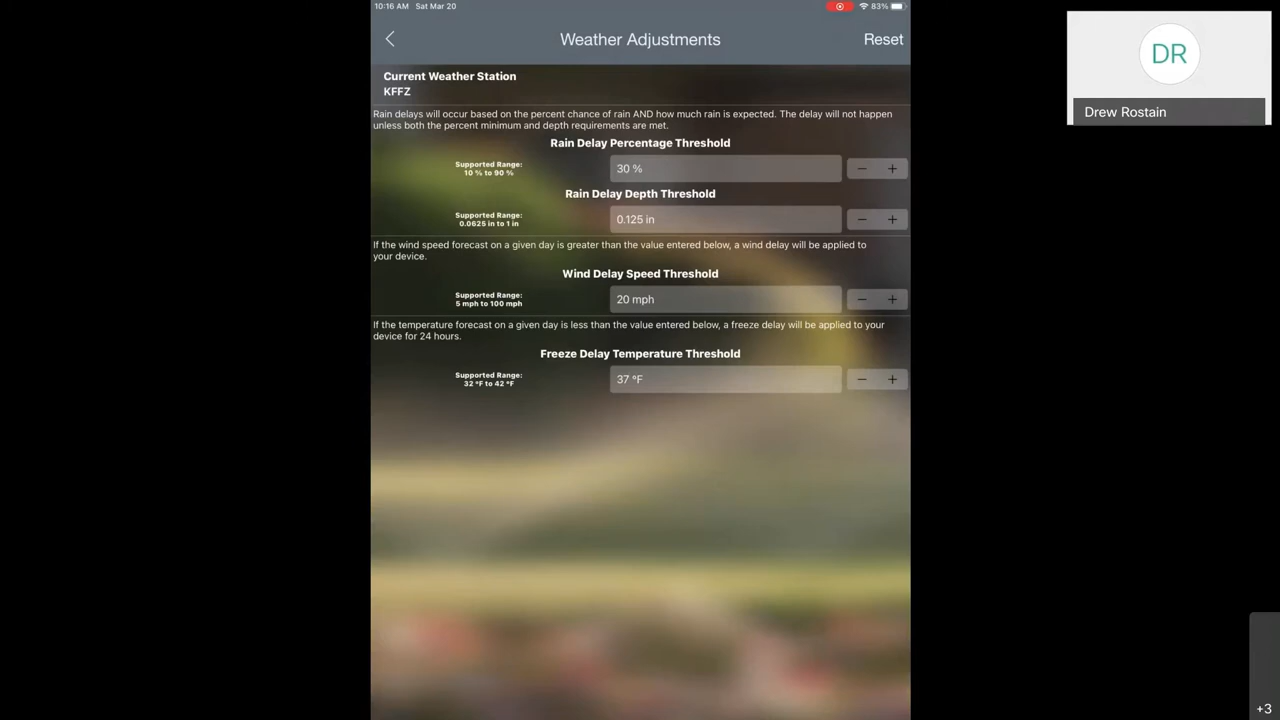 10:16 AM Sat Mar 20
83%
Weather Adjustments
Reset
Current Weather Station
KFFZ
Rain delays will occur based on the percent chance of rain AND how much rain is expected. The delay will not happen
unless both the percent minimum and depth requirements are met.
Rain Delay Percentage Threshold
Supported Range:
10 % to 90 %
30 %
− +
Rain Delay Depth Threshold
Supported Range:
0.0625 in to 1 in
0.125 in
− +
If the wind speed forecast on a given day is greater than the value entered below, a wind delay will be applied to
your device.
Wind Delay Speed Threshold
Supported Range:
5 mph to 100 mph
20 mph
− +
If the temperature forecast on a given day is less than the value entered below, a freeze delay will be applied to your
device for 24 hours.
Freeze Delay Temperature Threshold
Supported Range:
32 ºF to 42 ºF
37 ºF
− +
DR
Drew Rostain
+3